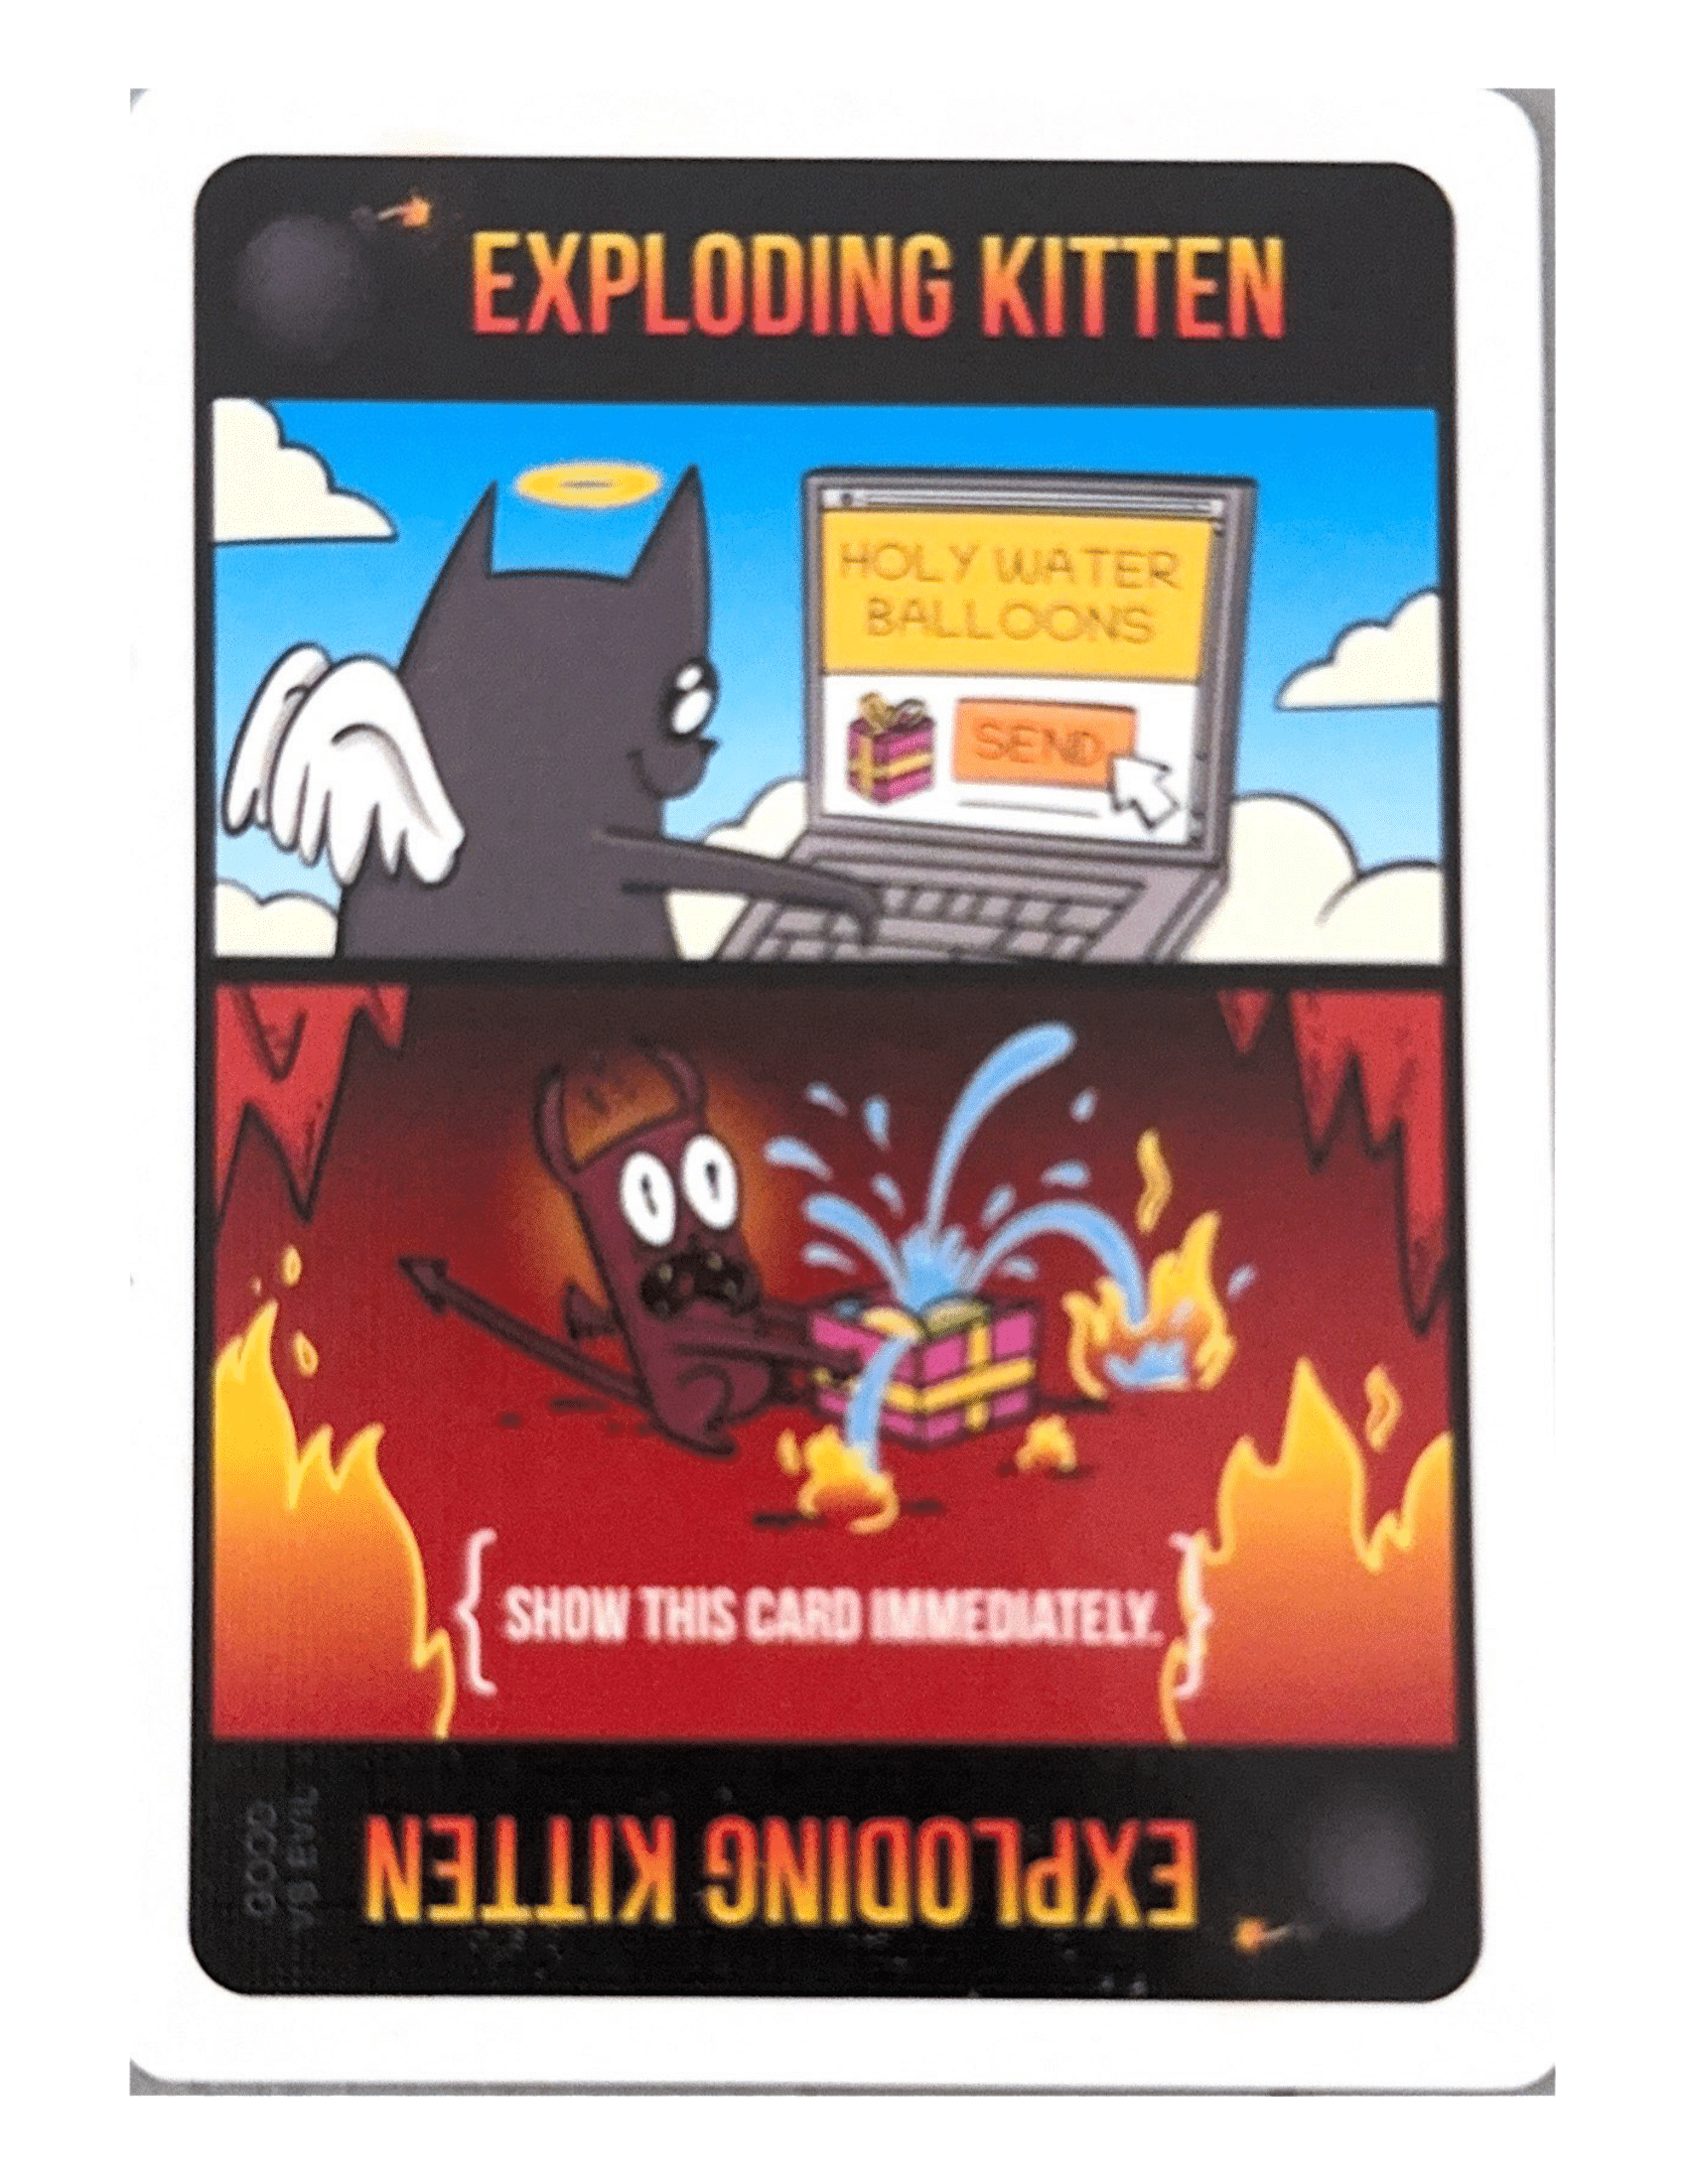 EXPLODING KITTEN
HOLY WATER
BALLOONS
SEND
SHOW THIS CARD IMMEDIATELY.
GOOD
VS EVIL
EXPLODING KITTEN